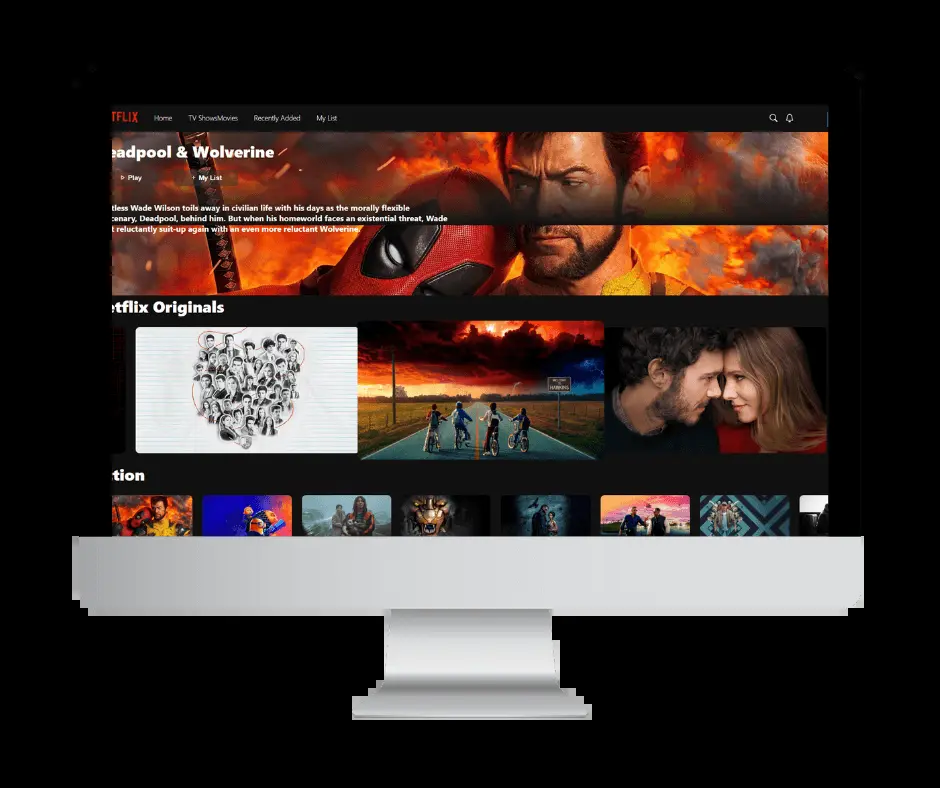 TFLIX
Home TV ShowsMovies Recently Added My List
eadpool & Wolverine
Play + My List
tless Wade Wilson toils away in civilian life with his days as the morally flexible
cenary, Deadpool, behind him. But when his homeworld faces an existential threat, Wade
t reluctantly suit-up again with an even more reluctant Wolverine.
etflix Originals
HAWKINS
tion